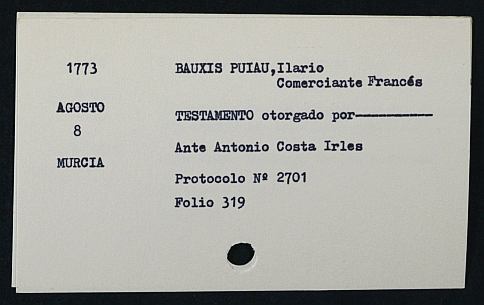 1773
BAUXIS PUIAU,Ilario
Comerciante Francés
AGOSTO
8
MURCIA
TESTAMENTO otorgado por----------
Ante Antonio Costa Irles
Protocolo Nº 2701
Folio 319